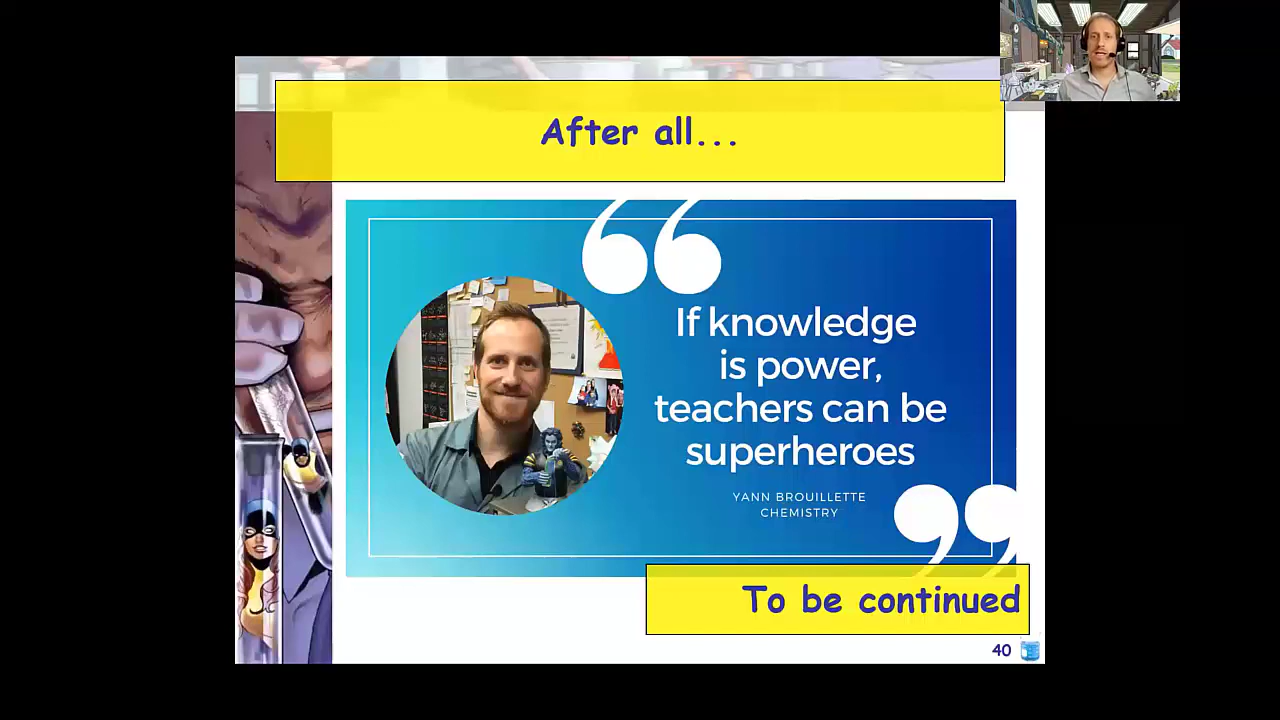 After all...
If knowledge
is power,
teachers can be
superheroes
YANN BROUILLETTE
CHEMISTRY
To be continued
40